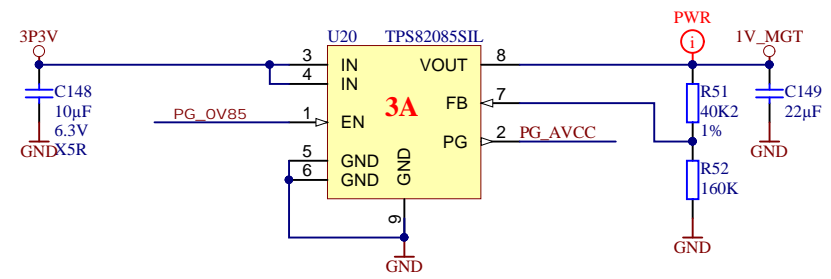 PWR
3P3V
U20
TPS82085SIL
1V_MGT
3
IN
VOUT
8
4
IN
C148
10µF
6.3V
X5R
GND
3A
FB
7
R51
40K2
1%
C149
22µF
GND
PG_0V85
1
EN
PG
2
PG_AVCC
5
GND
6
GND
GND
9
R52
160K
GND
GND